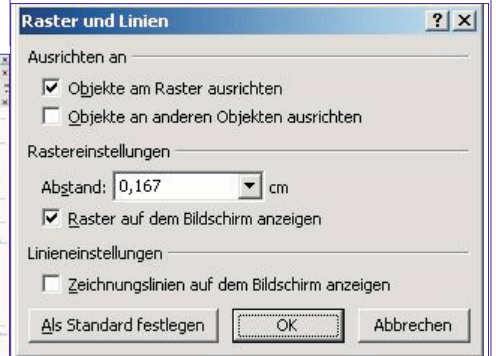 Raster und Linien
Ausrichten an
Objekte am Raster ausrichten
Objekte an anderen Objekten ausrichten
Rastereinstellungen
Abstand: 0,167 cm
Raster auf dem Bildschirm anzeigen
Linieneinstellungen
Zeichnungslinien auf dem Bildschirm anzeigen
Als Standard festlegen OK Abbrechen